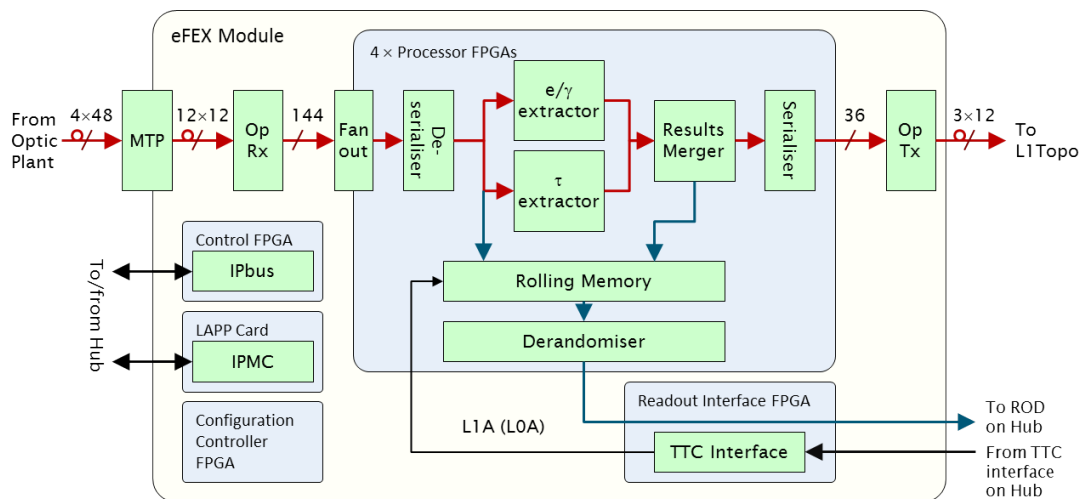 eFEX Module
4 × Processor FPGAs
From
Optic
Plant
4×48
MTP
12×12
Op
Rx
144
Fan
out
De-
serialiser
e/γ
extractor
τ
extractor
Results
Merger
Serialiser
36
Op
Tx
3×12
To
L1Topo
Control FPGA
IPbus
To/from Hub
LAPP Card
IPMC
Configuration
Controller
FPGA
Rolling Memory
Derandomiser
L1A (L0A)
Readout Interface FPGA
TTC Interface
To ROD
on Hub
From TTC
interface
on Hub